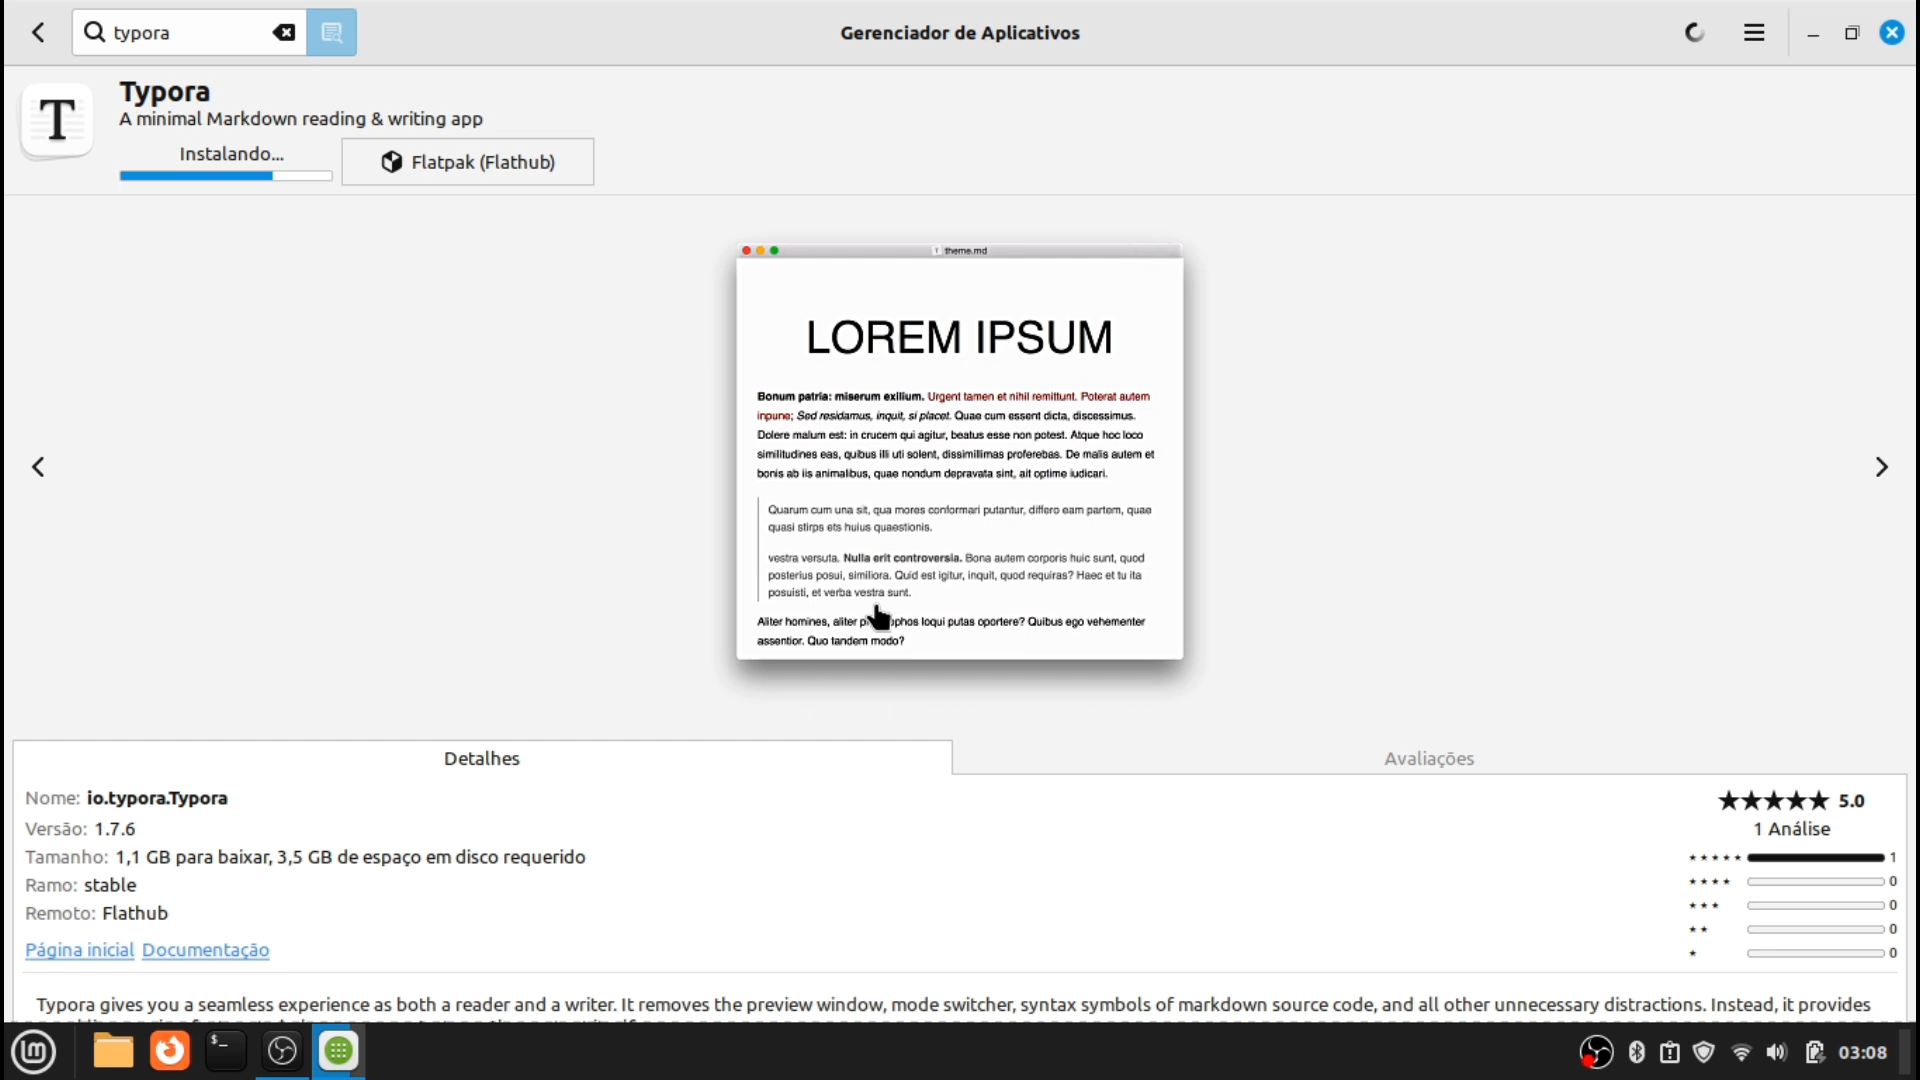 typora
Gerenciador de Aplicativos
T
Typora
A minimal Markdown reading & writing app
Instalando...
Flatpak (Flathub)
theme.md
LOREM IPSUM
Bonum patria: miserum exilium. Urgent tamen et nihil remittunt. Poterat autem
inpune; Sed residamus, inquit, si placet. Quae cum essent dicta, discessimus.
Dolere malum est: in crucem qui agitur, beatus esse non potest. Atque hoc loco
similitudines eas, quibus illi uti solent, dissimillimas proferebas. De malis autem et
bonis ab iis animalibus, quae nondum depravata sint, ait optime iudicari.
Quarum cum una sit, qua mores conformari putantur, differo eam partem, quae
quasi stirps ets huius quaestionis.
vestra versuta. Nulla erit controversia. Bona autem corporis huic sunt, quod
posterius posui, similiora. Quid est igitur, inquit, quod requiras? Haec et tu ita
posuisti, et verba vestra sunt.
Aliter homines, aliter loqui putas oportere? Quibus ego vehementer
assentior. Quo tandem modo?
Detalhes
Avaliações
Nome: io.typora.Typora
Versão: 1.7.6
Tamanho: 1,1 GB para baixar, 3,5 GB de espaço em disco requerido
Ramo: stable
Remoto: Flathub
Página inicial Documentação
★★★★★ 5.0
1 Análise
★★★★★ 1
★★★★ 0
★★★ 0
★★ 0
★ 0
Typora gives you a seamless experience as both a reader and a writer. It removes the preview window, mode switcher, syntax symbols of markdown source code, and all other unnecessary distractions. Instead, it provides
$_
03:08